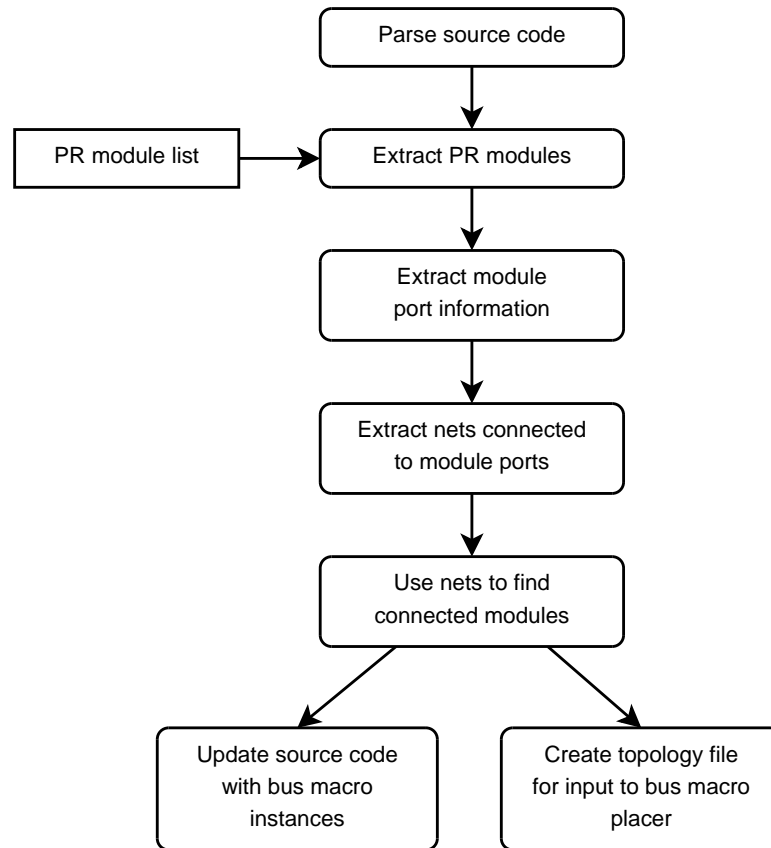 Parse source code
PR module list
Extract PR modules
Extract module
port information
Extract nets connected
to module ports
Use nets to find
connected modules
Update source code
with bus macro
instances
Create topology file
for input to bus macro
placer